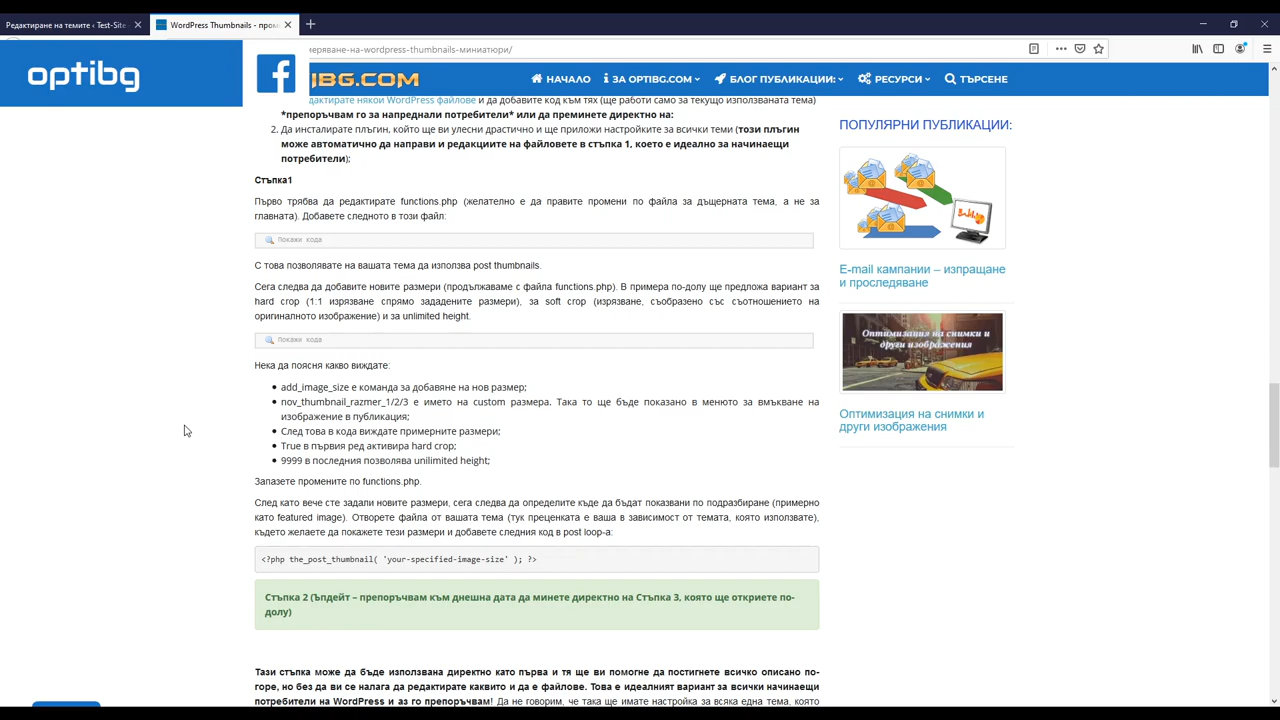 Редактиране на темите ‹ Test-Site
WordPress Thumbnails - пром
меряване-на-wordpress-thumbnails-миниатюри/
optibg
IBG.COM
НАЧАЛО
ЗА OPTIBG.COM
БЛОГ ПУБЛИКАЦИИ:
РЕСУРСИ
ТЪРСЕНЕ
дактирате някои WordPress файлове и да добавите код към тях (ще работи само за текущо използваната тема)
*препоръчвам го за напреднали потребители* или да преминете директно на:
2. Да инсталирате плъгин, който ще ви улесни драстично и ще приложи настройките за всички теми (този плъгин
може автоматично да направи и редакциите на файловете в стъпка 1, което е идеално за начинаещи
потребители);
Стъпка1
Първо трябва да редактирате functions.php (желателно е да правите промени по файла за дъщерната тема, а не за
главната). Добавете следното в този файл:
Покажи кода
С това позволявате на вашата тема да използва post thumbnails.
Сега следва да добавите новите размери (продължаваме с файла functions.php). В примера по-долу ще предложа вариант за
hard crop (1:1 изрязване спрямо зададените размери), за soft crop (изрязване, съобразено със съотношението на
оригиналното изображение) и за unlimited height.
Покажи кода
Нека да поясня какво виждате:
● add_image_size е команда за добавяне на нов размер;
● nov_thumbnail_razmer_1/2/3 е името на custom размера. Така то ще бъде показано в менюто за вмъкване на
изображение в публикация;
● След това в кода виждате примерните размери;
● True в първия ред активира hard crop;
● 9999 в последния позволява unilimited height;
Запазете промените по functions.php.
След като вече сте задали новите размери, сега следва да определите къде да бъдат показвани по подразбиране (примерно
като featured image). Отворете файла от вашата тема (тук преценката е ваша в зависимост от темата, която използвате),
където желаете да покажете тези размери и добавете следния код в post loop-а:
<?php the_post_thumbnail( 'your-specified-image-size' ); ?>
Стъпка 2 (Ъпдейт – препоръчвам към днешна дата да минете директно на Стъпка 3, която ще откриете по-
долу)
Тази стъпка може да бъде използвана директно като първа и тя ще ви помогне да постигнете всичко описано по-
горе, но без да ви се налага да редактирате каквито и да е файлове. Това е идеалният вариант за всички начинаещи
потребители на WordPress и аз го препоръчвам! Да не говорим, че така ще имате настройка за всяка една тема, която
ПОПУЛЯРНИ ПУБЛИКАЦИИ:
E-mail кампании – изпращане
и проследяване
Оптимизация на снимки и
други изображения
Оптимизация на снимки и
други изображения